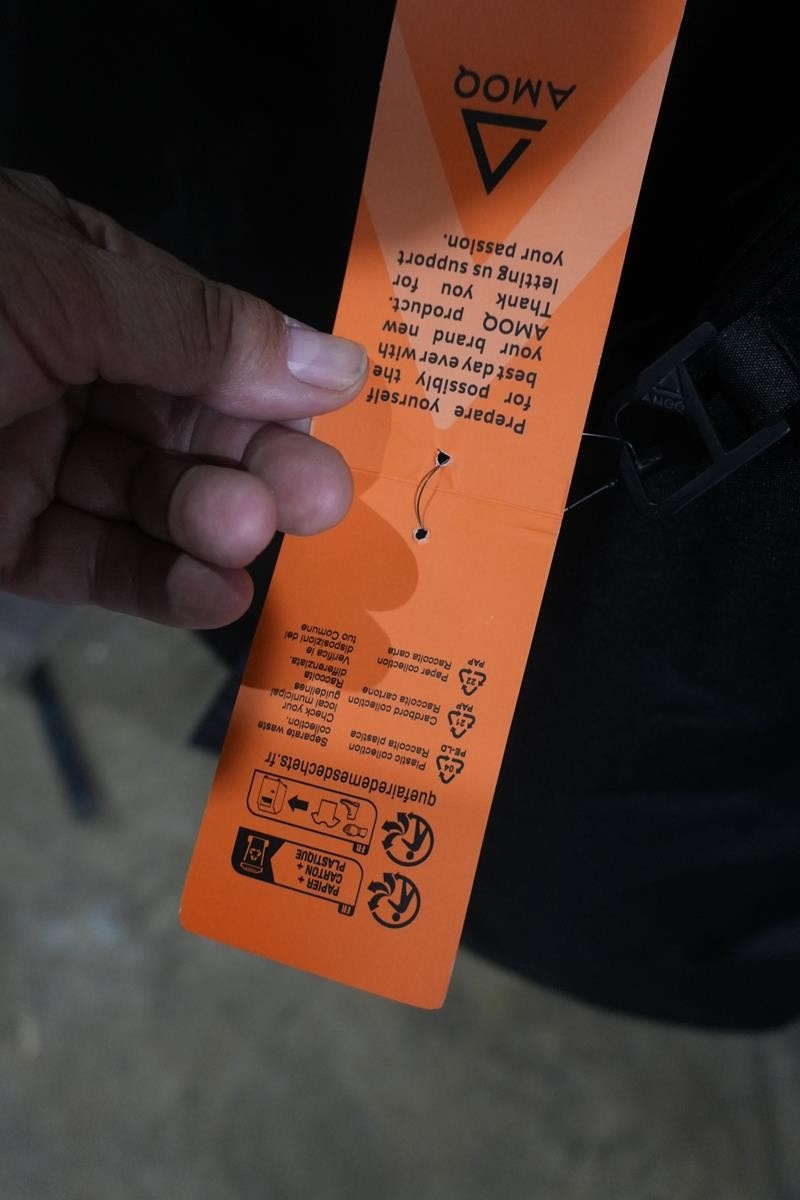 PAPIER +
CARTON +
PLASTIQUE
FR
FR
quefairedemesdechets.fr
04
PE-LD
Plastic collection
Raccolta plastica
21
PAP
Cardbord collection
Raccolta cartone
22
PAP
Paper collection
Raccolta carta
Separate waste
collection.
Check your
local municipal
guidelines
Raccolta
differenziata.
Verifica le
disposizioni del
tuo Comune
Prepare yourself
for possibly the
best day ever with
your brand new
AMOQ product.
Thank you for
letting us support
your passion.
AMOQ
AMOQ